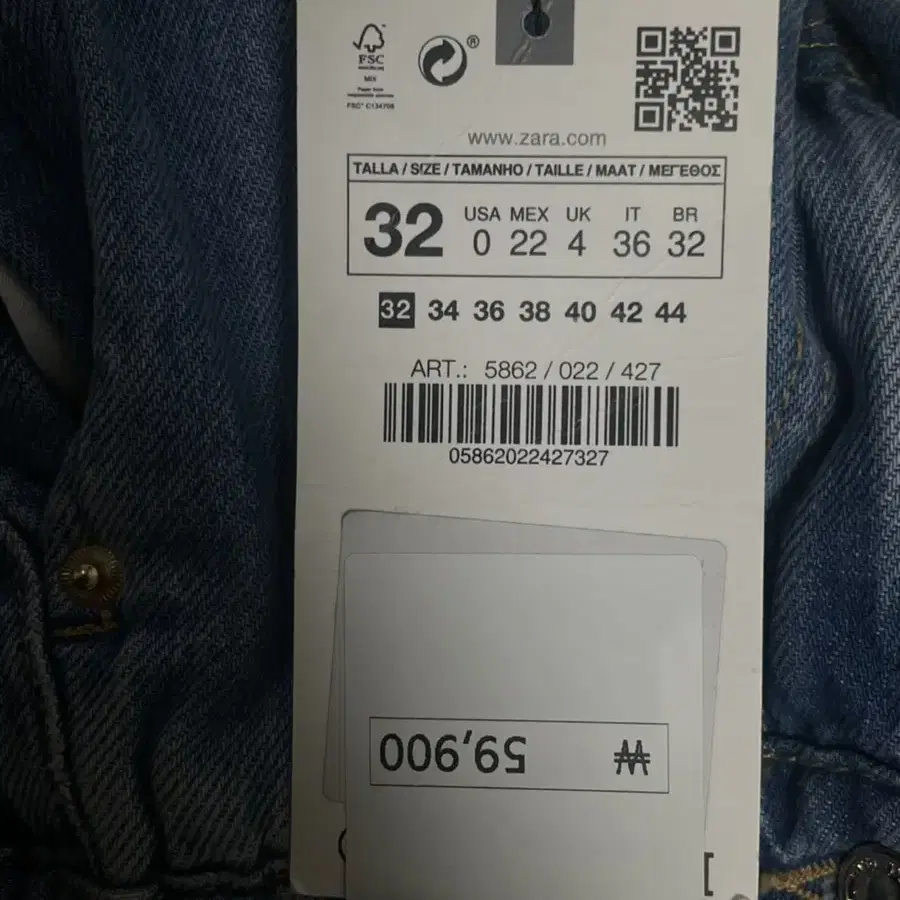 FSC
MIX
FSC® C134706
®
www.zara.com
TALLA / SIZE / TAMANHO / TAILLE / MAAT / ΜΕΓΕΘΟΣ
32
USA MEX UK IT BR
0 22 4 36 32
32 34 36 38 40 42 44
ART.: 5862 / 022 / 427
05862022427327
₩ 59,900